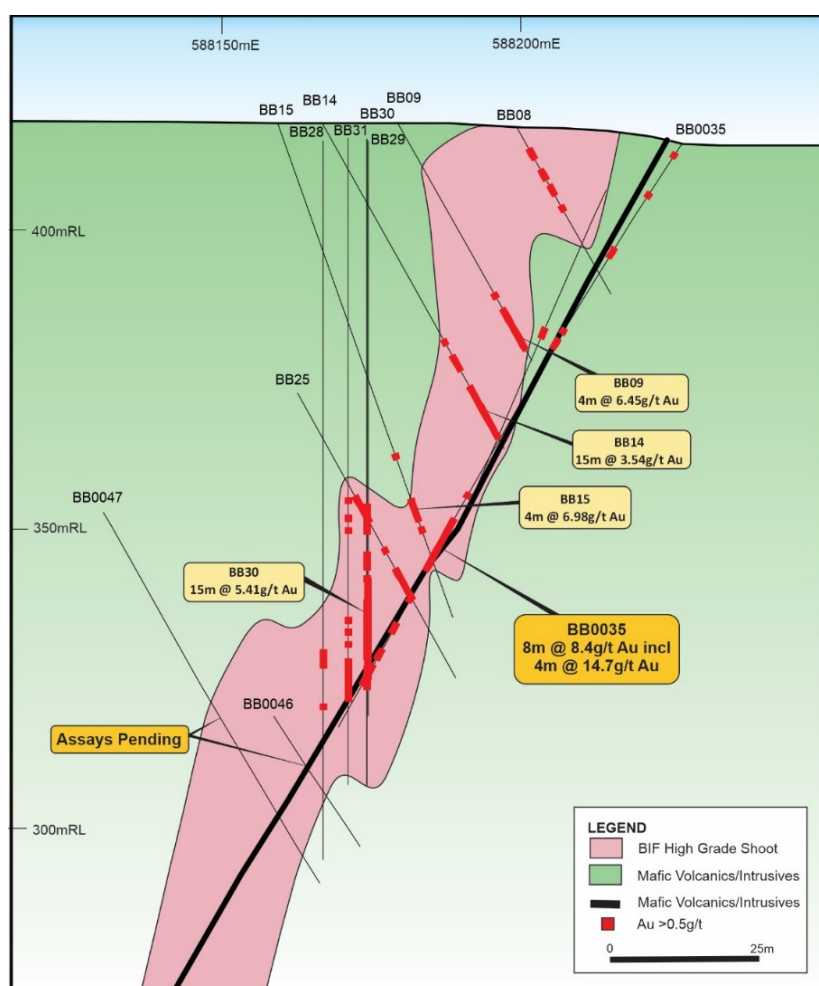 588150mE
588200mE
BB15
BB14
BB30
BB09
BB08
BB0035
BB28
BB31
BB29
400mRL
BB09
4m @ 6.45g/t Au
BB25
BB14
15m @ 3.54g/t Au
BB0047
BB15
4m @ 6.98g/t Au
350mRL
BB30
15m @ 5.41g/t Au
BB0035
8m @ 8.4g/t Au incl
4m @ 14.7g/t Au
BB0046
Assays Pending
300mRL
LEGEND
BIF High Grade Shoot
Mafic Volcanics/Intrusives
Mafic Volcanics/Intrusives
Au >0.5g/t
0
25m